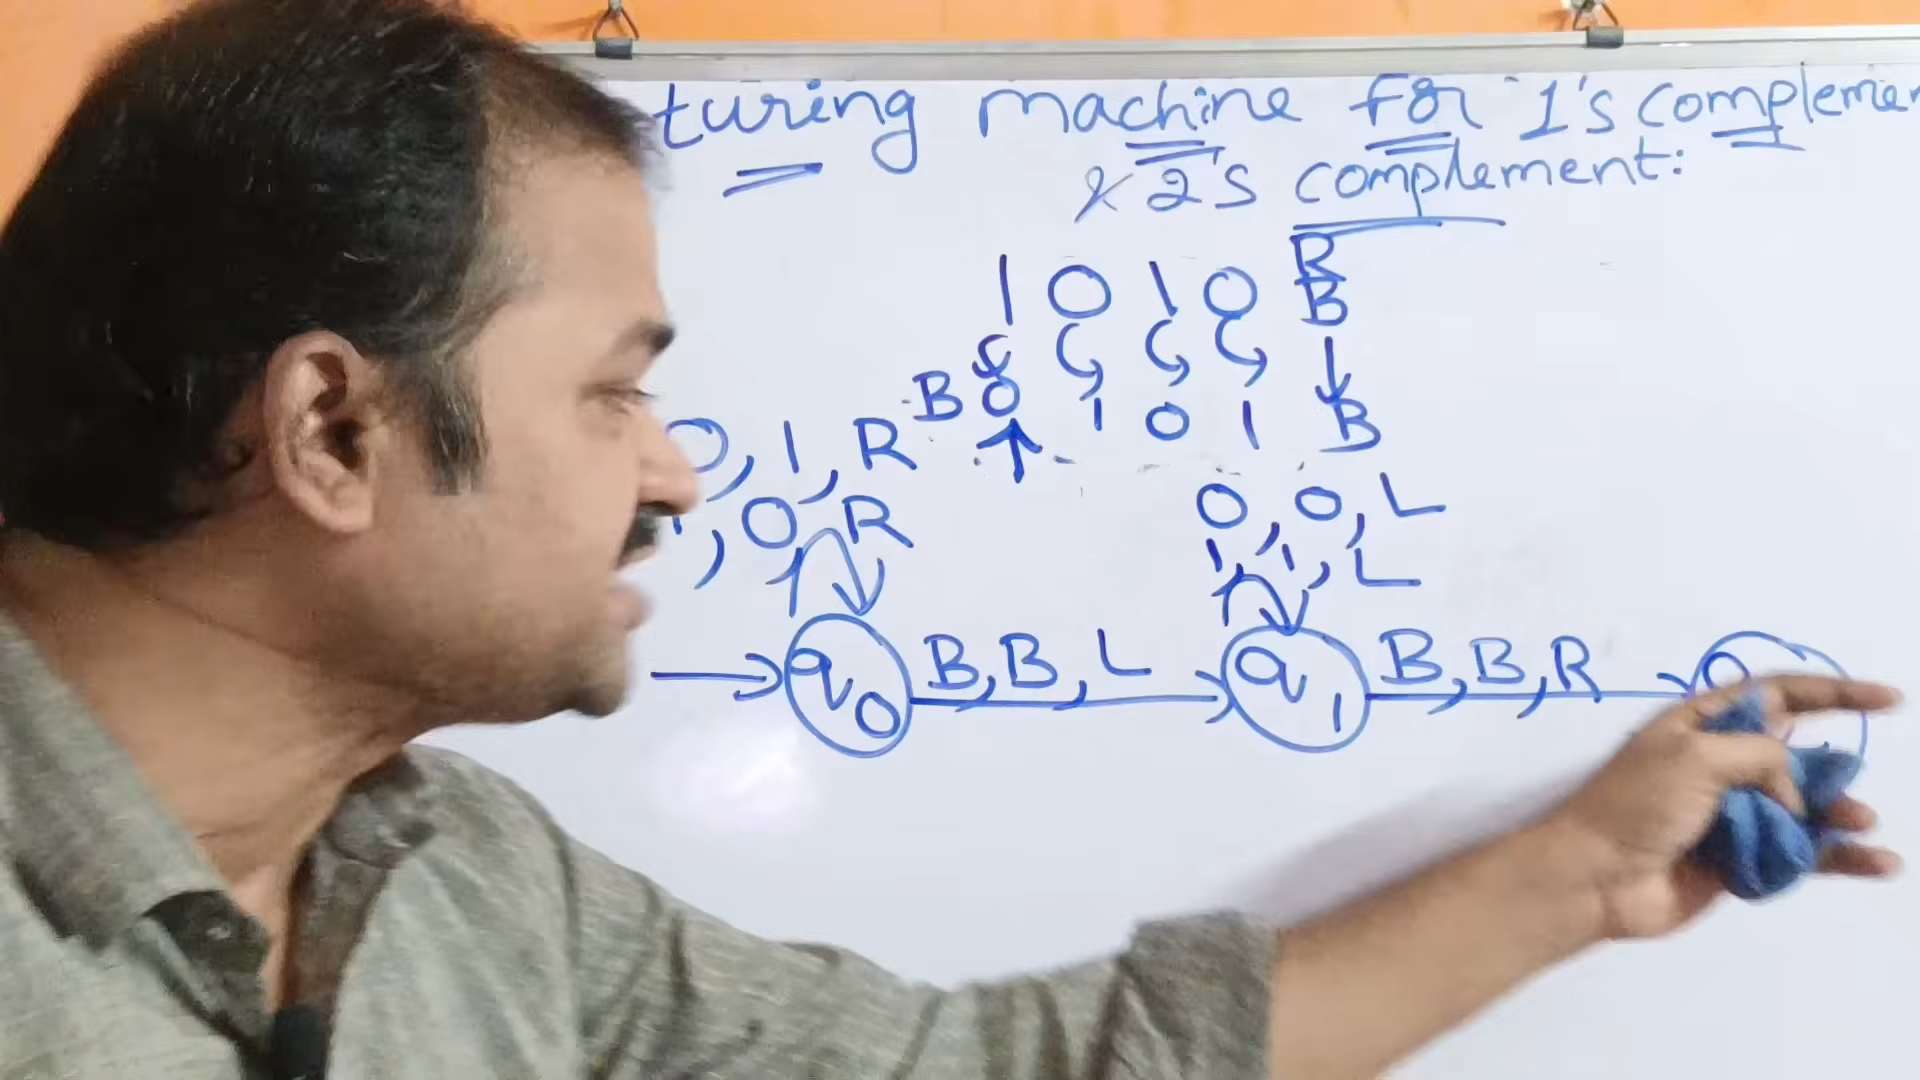 turing machine for 1's complemen
& 2's complement:
R
1 0 1 0 B
B 0 1 0 1 B
0, 1, R
1, 0, R
0, 0, L
1, 1, L
q0 B, B, L q1 B, B, R